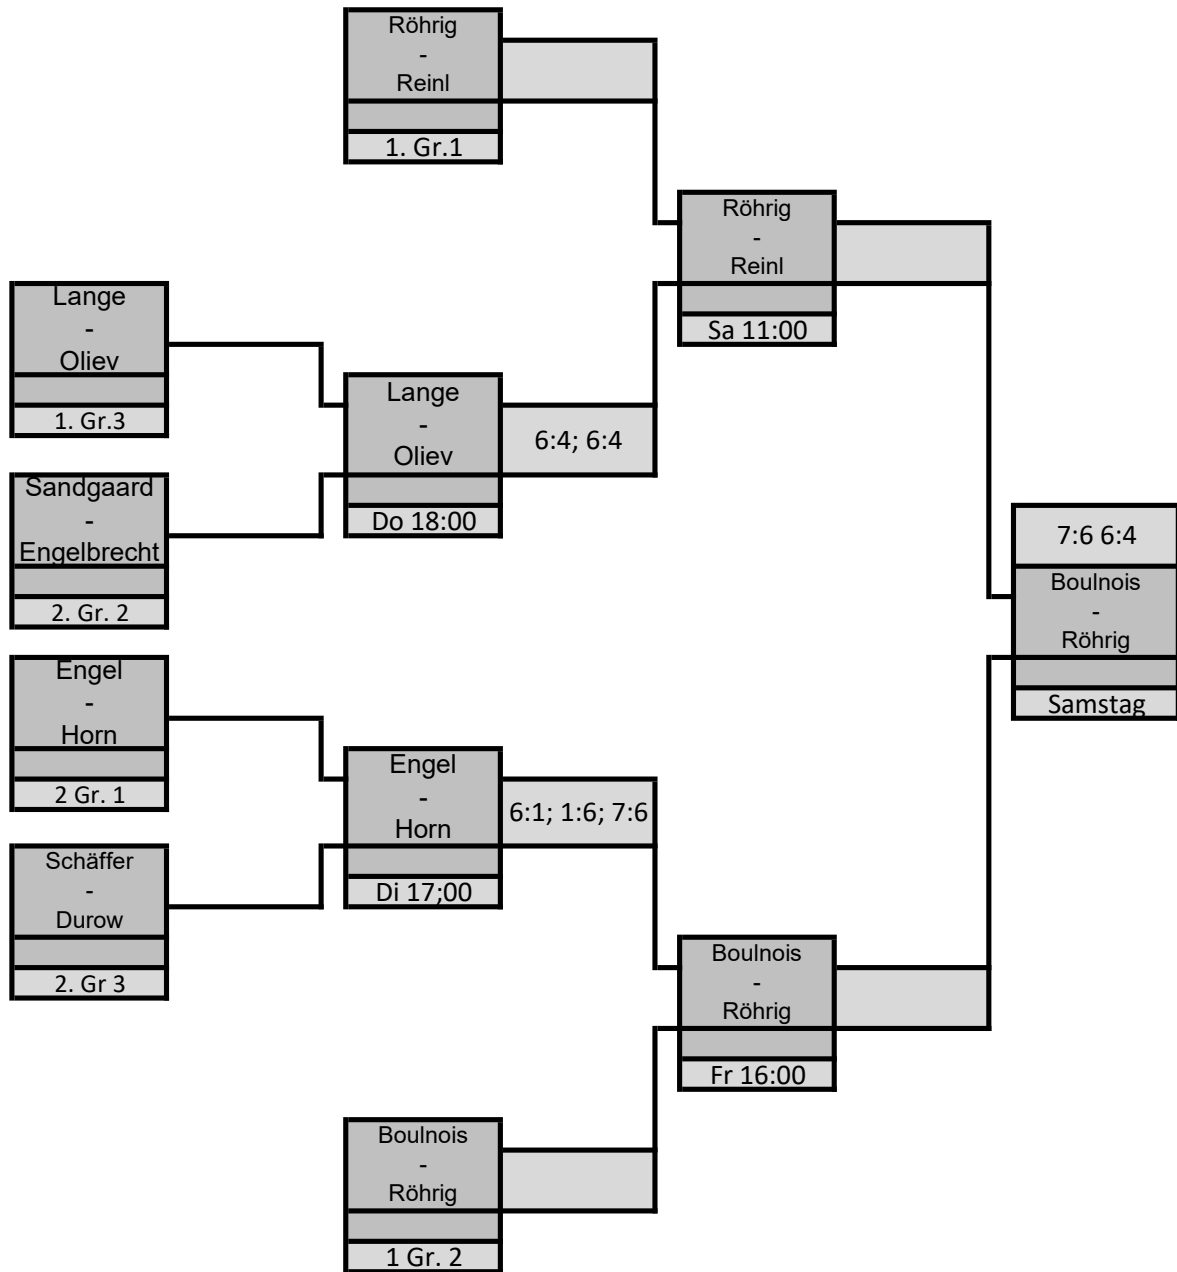 Röhrig
-
Reinl
1. Gr.1
Röhrig
-
Reinl
Sa 11:00
Lange
-
Oliev
1. Gr.3
Lange
-
Oliev
6:4; 6:4
Do 18:00
Sandgaard
-
Engelbrecht
2. Gr. 2
7:6 6:4
Boulnois
-
Röhrig
Samstag
Engel
-
Horn
2 Gr. 1
Engel
-
Horn
6:1; 1:6; 7:6
Di 17;00
Schäffer
-
Durow
2. Gr 3
Boulnois
-
Röhrig
Fr 16:00
Boulnois
-
Röhrig
1 Gr. 2